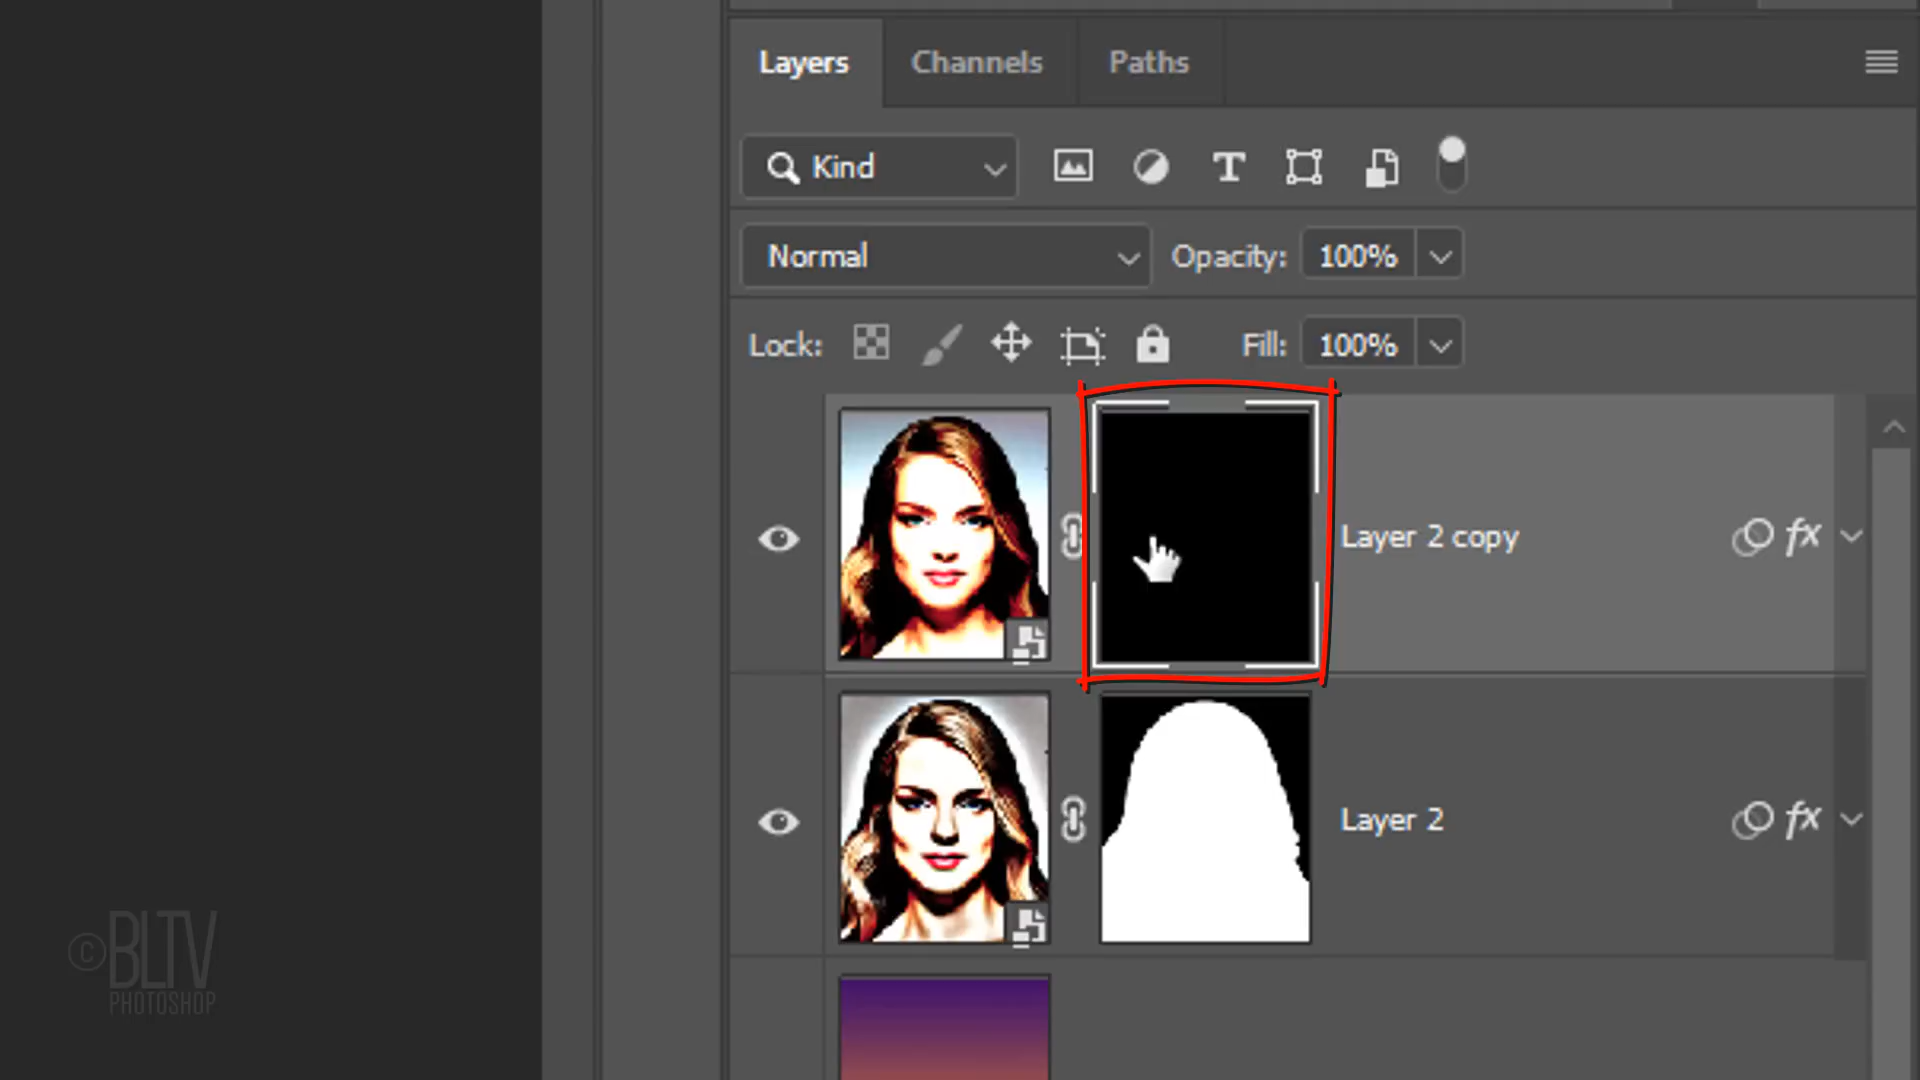 Layers Channels Paths
Kind
Normal Opacity: 100%
Lock: Fill: 100%
Layer 2 copy fx
Layer 2 fx
©BLTV
PHOTOSHOP